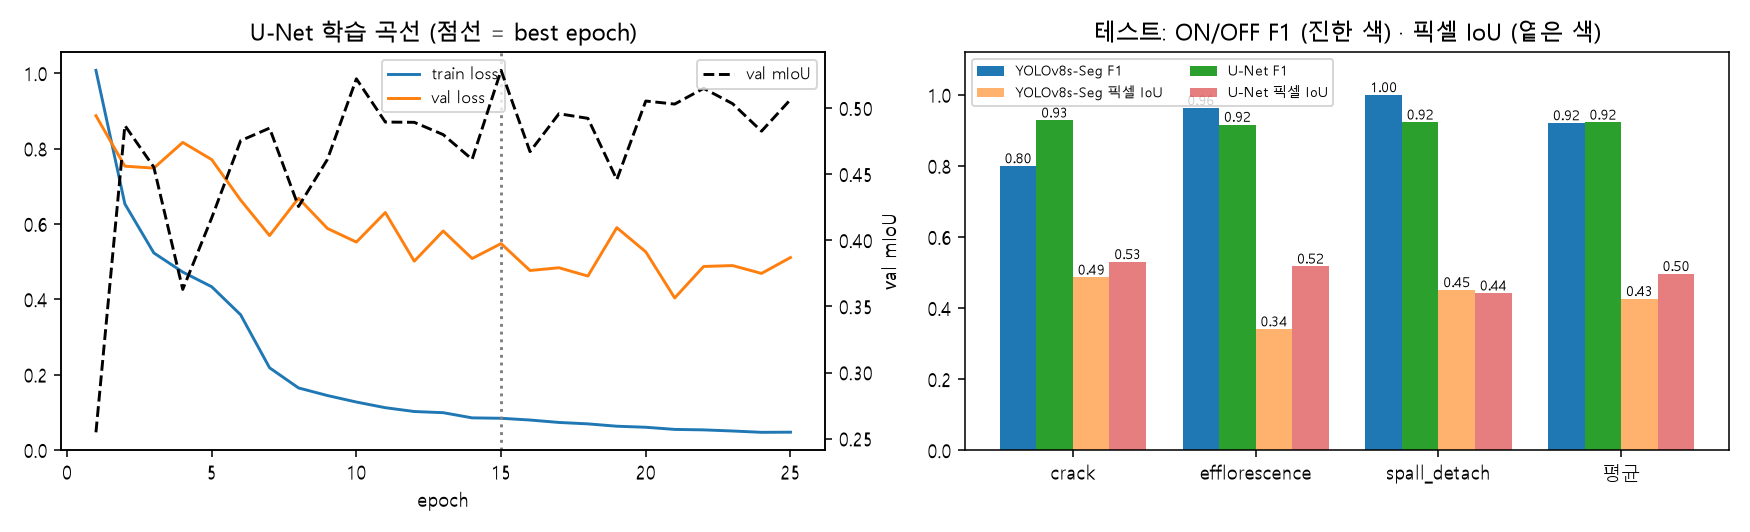 U-Net 학습 곡선 (점선 = best epoch)
train loss
val loss
val mIoU
1.0
0.8
0.6
0.4
0.2
0.0
0.50
0.45
0.40
0.35
0.30
0.25
val mIoU
0
5
10
15
20
25
epoch
테스트: ON/OFF F1 (진한 색) · 픽셀 IoU (옅은 색)
YOLOv8s-Seg F1
YOLOv8s-Seg 픽셀 IoU
U-Net F1
U-Net 픽셀 IoU
1.0
0.8
0.6
0.4
0.2
0.0
0.80
0.93
0.49
0.53
0.96
0.92
0.34
0.52
1.00
0.92
0.45
0.44
0.92
0.92
0.43
0.50
crack
efflorescence
spall_detach
평균